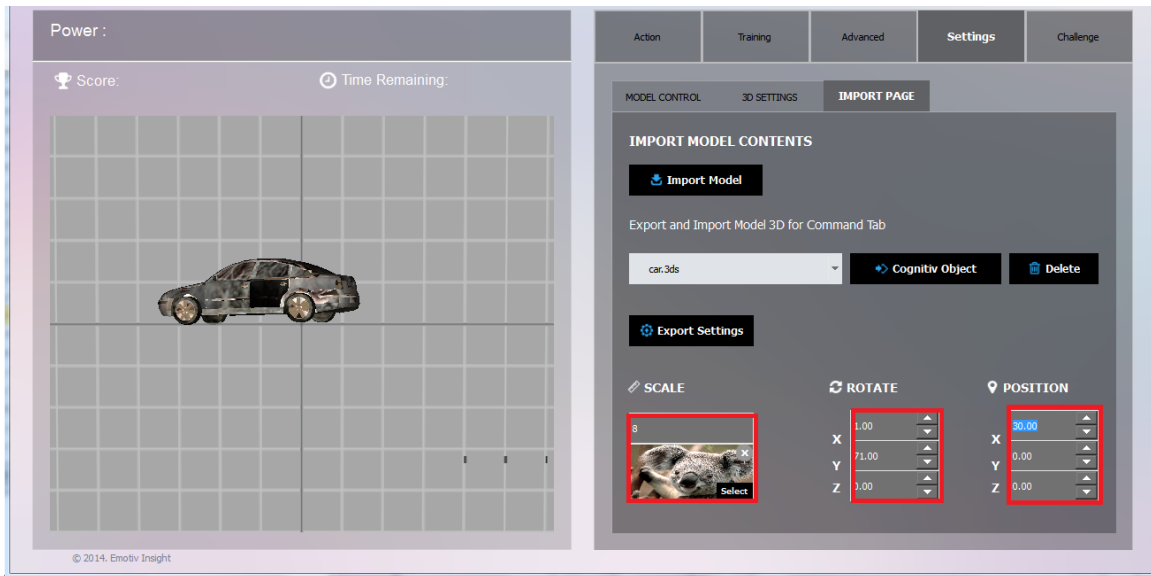 Power :
Score:
Time Remaining:
Action
Training
Advanced
Settings
Challenge
MODEL CONTROL
3D SETTINGS
IMPORT PAGE
IMPORT MODEL CONTENTS
Import Model
Export and Import Model 3D for Command Tab
car.3ds
Cognitiv Object
Delete
Export Settings
SCALE
ROTATE
POSITION
8
Select
X
1.00
Y
71.00
Z
0.00
X
30.00
Y
0.00
Z
0.00
© 2014. Emotiv Insight